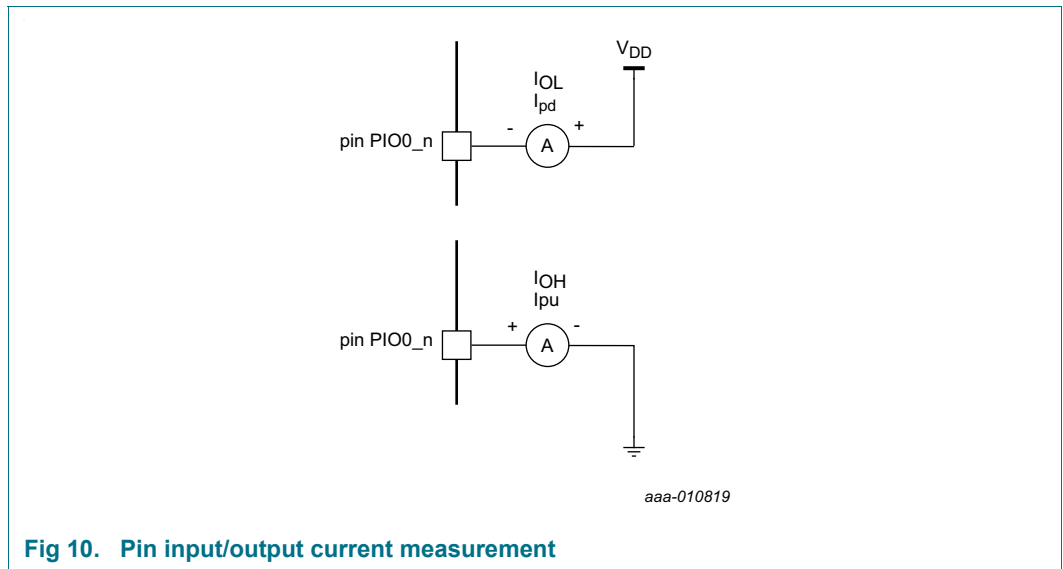 VDD
IOL
Ipd
- +
pin PIO0_n
A
IOH
Ipu
+ -
pin PIO0_n
A
aaa-010819
Fig 10. Pin input/output current measurement